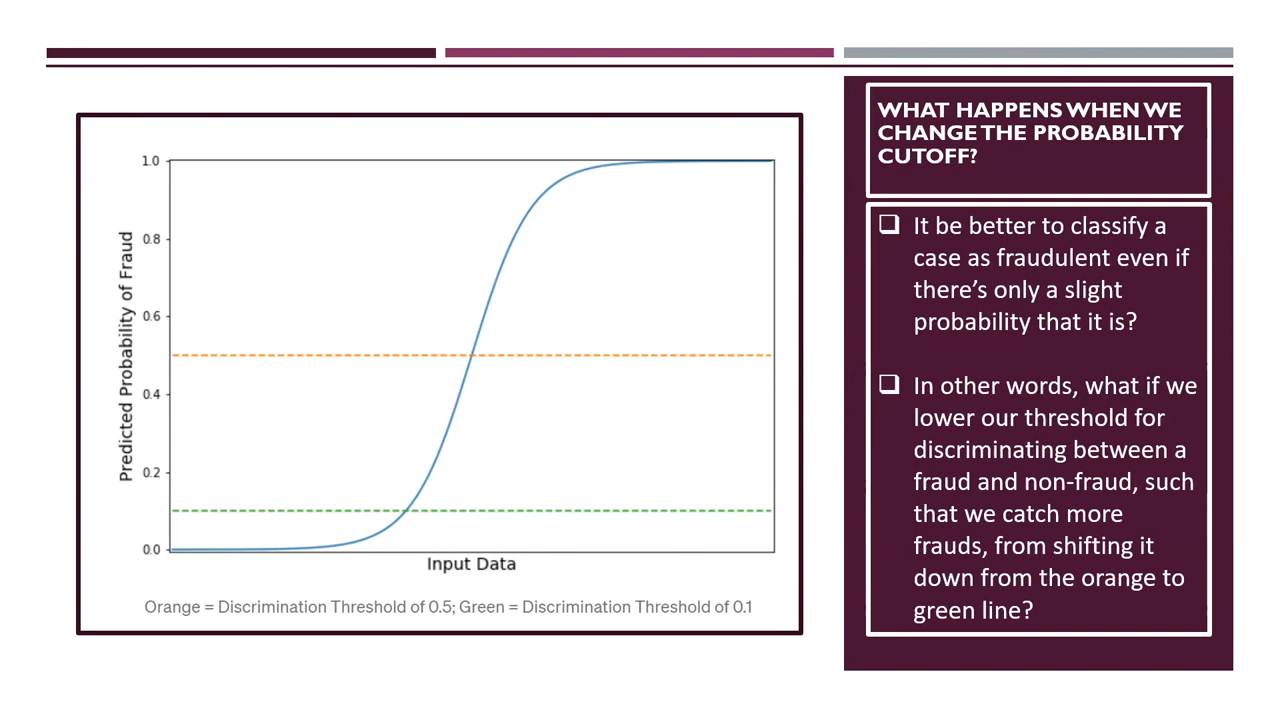 WHAT HAPPENS WHEN WE
CHANGE THE PROBABILITY
CUTOFF?
1.0
0.8
0.6
0.4
0.2
0.0
Predicted Probability of Fraud
Input Data
Orange = Discrimination Threshold of 0.5; Green = Discrimination Threshold of 0.1
It be better to classify a
case as fraudulent even if
there’s only a slight
probability that it is?
In other words, what if we
lower our threshold for
discriminating between a
fraud and non-fraud, such
that we catch more
frauds, from shifting it
down from the orange to
green line?